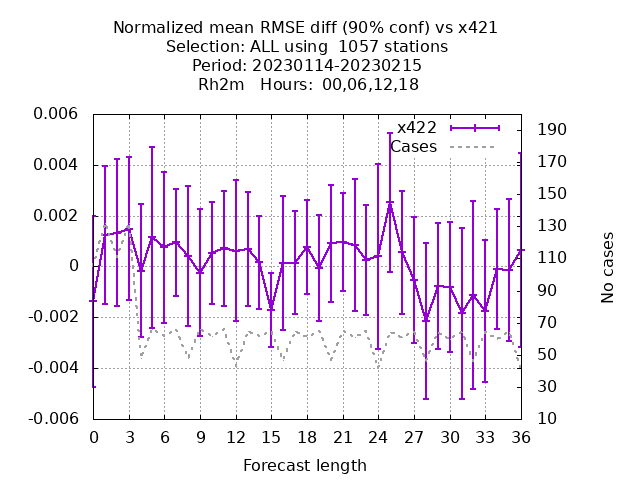 Normalized mean RMSE diff (90% conf) vs x421
Selection: ALL using  1057 stations
Period: 20230114-20230215
Rh2m   Hours:  00,06,12,18
x422
Cases
0.006
0.004
0.002
0
-0.002
-0.004
-0.006
190
170
150
130
110
90
70
50
30
10
No cases
0 3 6 9 12 15 18 21 24 27 30 33 36
Forecast length